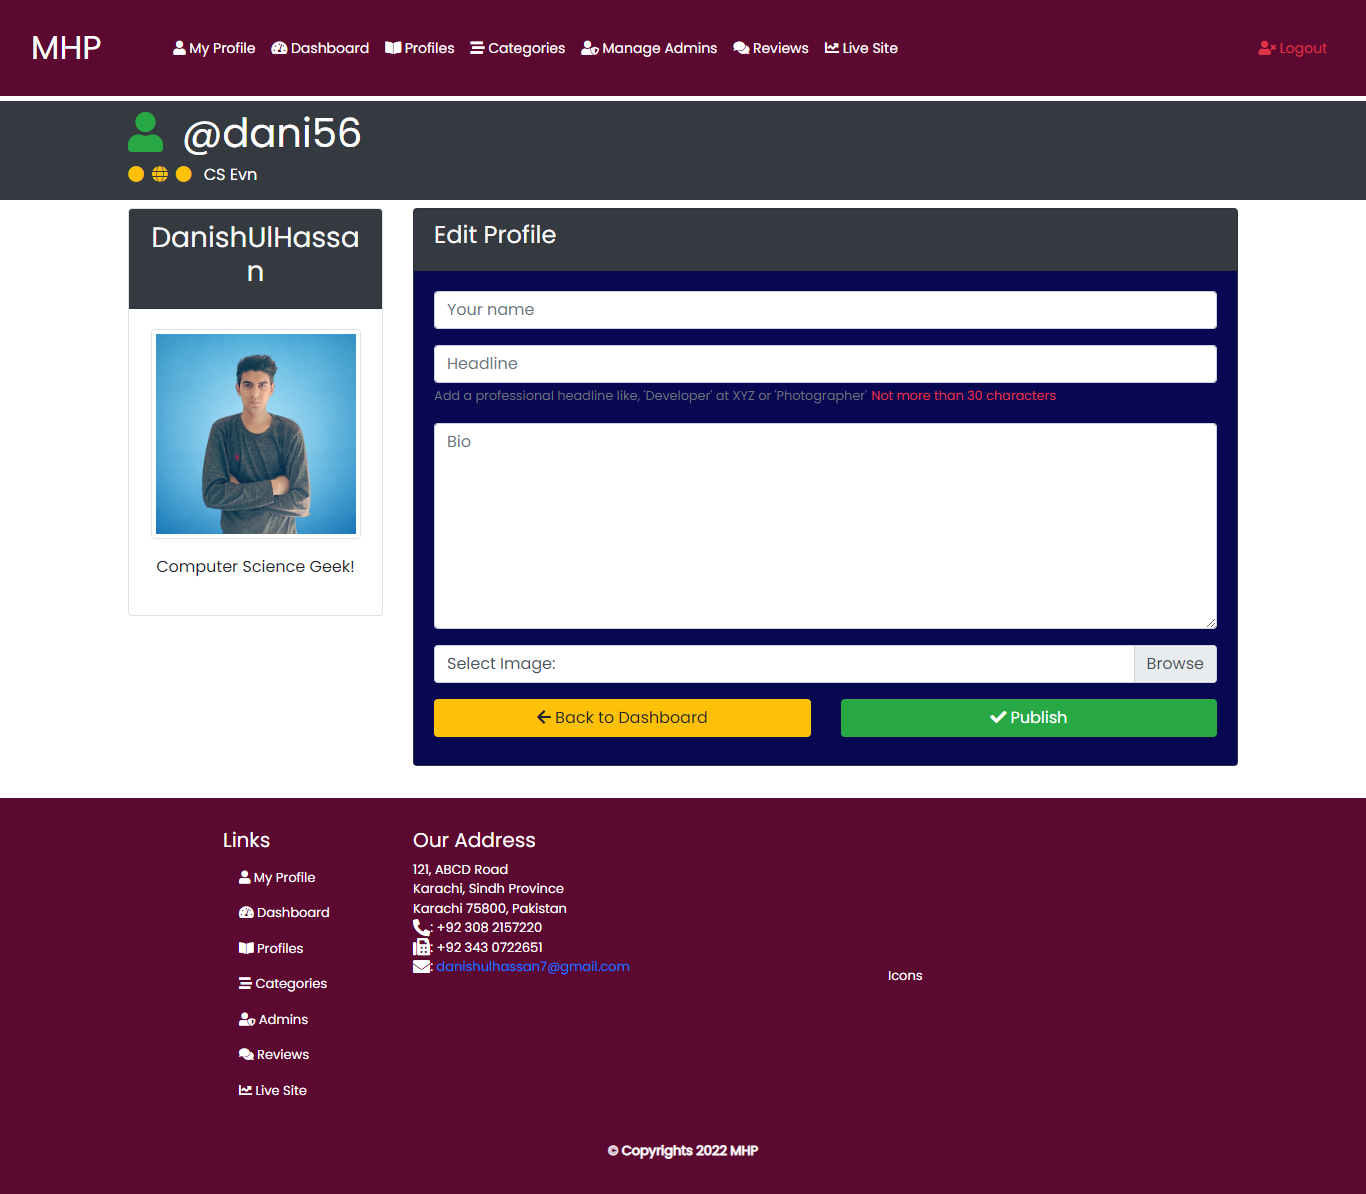 MHP
My Profile Dashboard Profiles Categories Manage Admins Reviews Live Site Logout
@dani56
CS Evn
DanishUlHassa
n
Computer Science Geek!
Edit Profile
Your name
Headline
Add a professional headline like, 'Developer' at XYZ or 'Photographer' Not more than 30 characters
Bio
Select Image: Browse
Back to Dashboard Publish
Links
My Profile
Dashboard
Profiles
Categories
Admins
Reviews
Live Site
Our Address
121, ABCD Road
Karachi, Sindh Province
Karachi 75800, Pakistan
: +92 308 2157220
: +92 343 0722651
: danishulhassan7@gmail.com
Icons
© Copyrights 2022 MHP